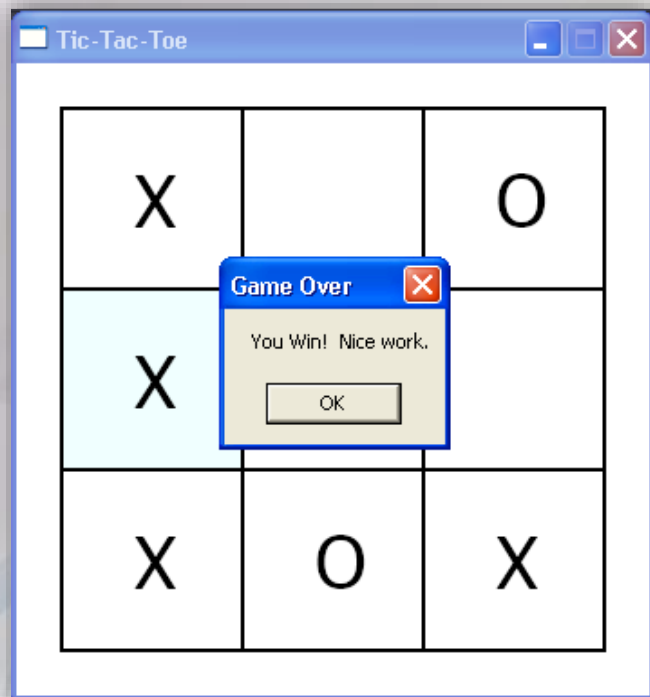 Tic-Tac-Toe
X O
Game Over
You Win!  Nice work.
X
OK
X O X